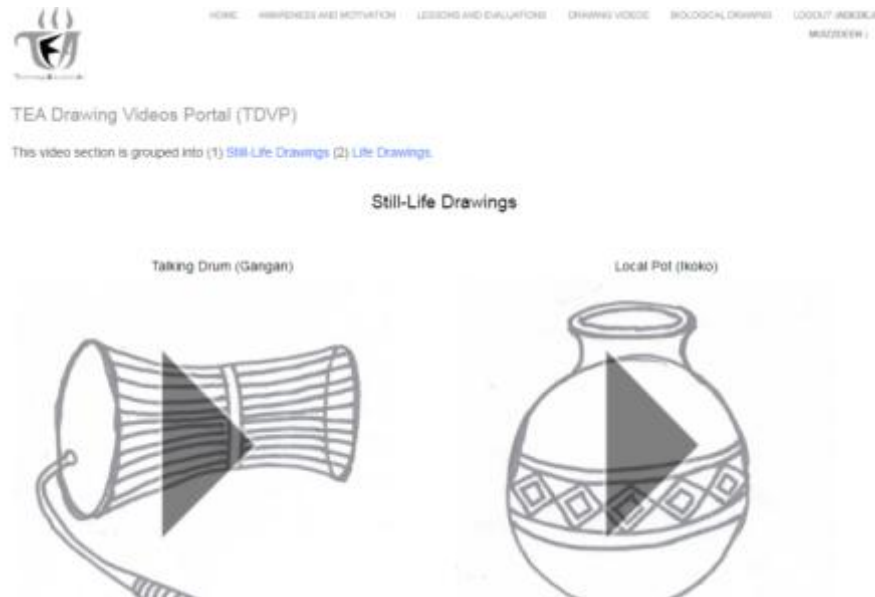 HOME AWARENESS AND MOTIVATION LESSONS AND EVALUATIONS DRAWING VIDEOS BIOLOGICAL DRAWING LOGOUT
TEA
TEA Drawing Videos Portal (TDVP)
This video section is grouped into (1) Still-Life Drawings (2) Life Drawings.
Still-Life Drawings
Talking Drum (Gangan)
Local Pot (Ikoko)